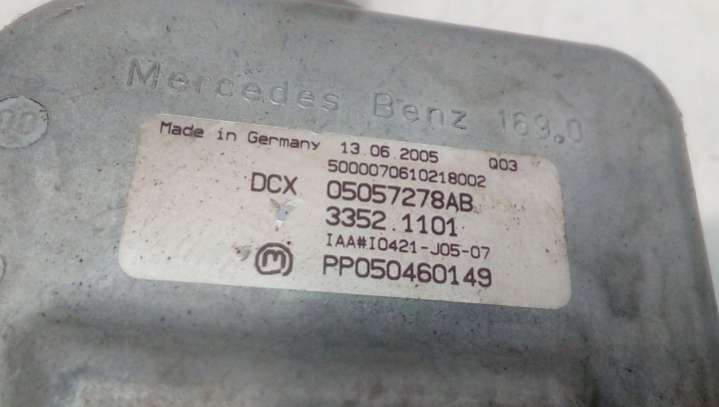 Mercedes Benz 169.0
Made in Germany 13.06.2005 Q03
5000070610218002
DCX 05057278AB
3352.1101
IAA#I0421-J05-07
m PP050460149